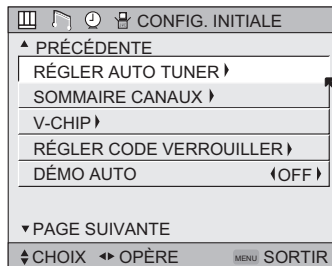 CONFIG. INITIALE
PRÉCÉDENTE
RÉGLER AUTO TUNER
SOMMAIRE CANAUX
V-CHIP
RÉGLER CODE VERROUILLER
DÉMO AUTO OFF
PAGE SUIVANTE
CHOIX OPÈRE MENU SORTIR